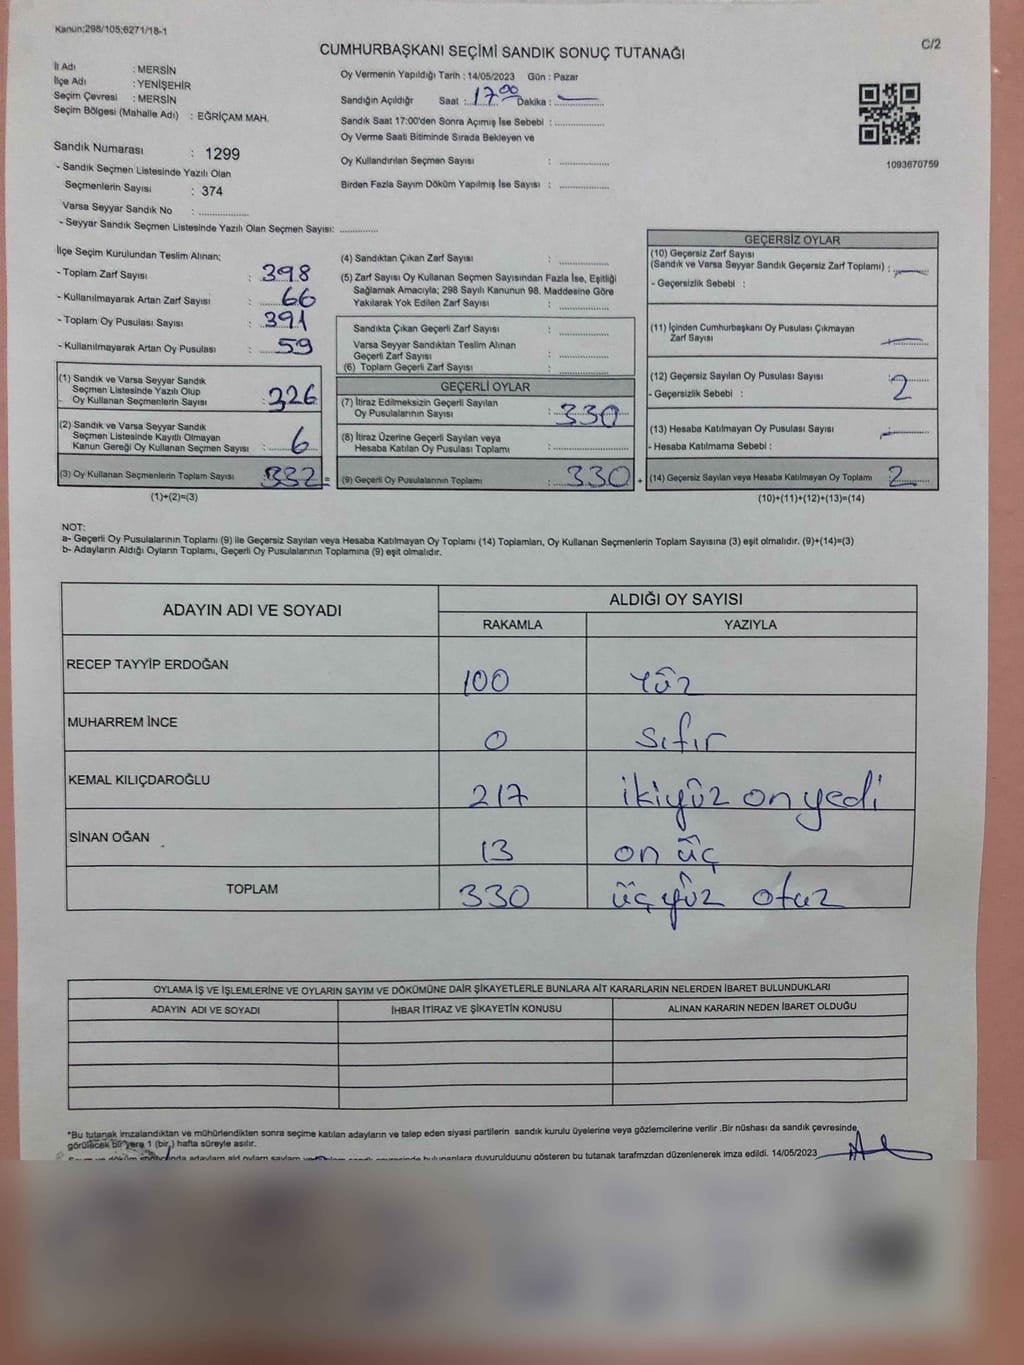 Kanun:298/105;6271/18-1
C/2
CUMHURBAŞKANI SEÇİMİ SANDIK SONUÇ TUTANAĞI
İl Adı : MERSİN
İlçe Adı : YENİŞEHİR
Seçim Çevresi : MERSİN
Seçim Bölgesi (Mahalle Adı) : EĞRİÇAM MAH.
Sandık Numarası : 1299
- Sandık Seçmen Listesinde Yazılı Olan
Seçmenlerin Sayısı : 374
Varsa Seyyar Sandık No : ................
- Seyyar Sandık Seçmen Listesinde Yazılı Olan Seçmen Sayısı: ............
Oy Vermenin Yapıldığı Tarih : 14/05/2023 Gün : Pazar
Sandığın Açıldığı Saat : 17.00 Dakika : —
Sandık Saat 17:00'den Sonra Açılmış İse Sebebi : ................
Oy Verme Saati Bitiminde Sırada Bekleyen ve
Oy Kullandırılan Seçmen Sayısı : ................
Birden Fazla Sayım Döküm Yapılmış İse Sayısı : ................
1093670759
İlçe Seçim Kurulundan Teslim Alınan;
- Toplam Zarf Sayısı : 398
- Kullanılmayarak Artan Zarf Sayısı : 66
- Toplam Oy Pusulası Sayısı : 391
- Kullanılmayarak Artan Oy Pusulası : 59
(1) Sandık ve Varsa Seyyar Sandık
Seçmen Listesinde Yazılı Olup
Oy Kullanan Seçmenlerin Sayısı : 326
(2) Sandık ve Varsa Seyyar Sandık
Seçmen Listesinde Kayıtlı Olmayan
Kanun Gereği Oy Kullanan Seçmen Sayısı : 6
(3) Oy Kullanan Seçmenlerin Toplam Sayısı 332 =
(1)+(2)=(3)
(4) Sandıktan Çıkan Zarf Sayısı : ................
(5) Zarf Sayısı Oy Kullanan Seçmen Sayısından Fazla İse, Eşitliği
Sağlamak Amacıyla; 298 Sayılı Kanunun 98. Maddesine Göre
Yakılarak Yok Edilen Zarf Sayısı : ................
Sandıkta Çıkan Geçerli Zarf Sayısı : ................
Varsa Seyyar Sandıktan Teslim Alınan
Geçerli Zarf Sayısı : ................
(6) Toplam Geçerli Zarf Sayısı : ................
GEÇERLİ OYLAR
(7) İtiraz Edilmeksizin Geçerli Sayılan
Oy Pusulalarının Sayısı : 330
(8) İtiraz Üzerine Geçerli Sayılan veya
Hesaba Katılan Oy Pusulası Toplamı : ................
(9) Geçerli Oy Pusulalarının Toplamı : 330 +
GEÇERSİZ OYLAR
(10) Geçersiz Zarf Sayısı
(Sandık ve Varsa Seyyar Sandık Geçersiz Zarf Toplamı) : —
- Geçersizlik Sebebi :
(11) İçinden Cumhurbaşkanı Oy Pusulası Çıkmayan
Zarf Sayısı —
(12) Geçersiz Sayılan Oy Pusulası Sayısı : 2
- Geçersizlik Sebebi :
(13) Hesaba Katılmayan Oy Pusulası Sayısı : —
- Hesaba Katılmama Sebebi :
(14) Geçersiz Sayılan veya Hesaba Katılmayan Oy Toplamı : 2
(10)+(11)+(12)+(13)=(14)
NOT:
a- Geçerli Oy Pusulalarının Toplamı (9) ile Geçersiz Sayılan veya Hesaba Katılmayan Oy Toplamı (14) Toplamları, Oy Kullanan Seçmenlerin Toplam Sayısına (3) eşit olmalıdır. (9)+(14)=(3)
b- Adayların Aldığı Oyların Toplamı, Geçerli Oy Pusulalarının Toplamına (9) eşit olmalıdır.
ADAYIN ADI VE SOYADI ALDIĞI OY SAYISI
RAKAMLA YAZIYLA
RECEP TAYYİP ERDOĞAN 100 Yüz
MUHARREM İNCE 0 sıfır
KEMAL KILIÇDAROĞLU 217 ikiyüz onyedi
SİNAN OĞAN 13 on üç
TOPLAM 330 üçyüz otuz
OYLAMA İŞ VE İŞLEMLERİNE VE OYLARIN SAYIM VE DÖKÜMÜNE DAİR ŞİKAYETLERLE BUNLARA AİT KARARLARIN NELERDEN İBARET BULUNDUKLARI
ADAYIN ADI VE SOYADI İHBAR İTİRAZ VE ŞİKAYETİN KONUSU ALINAN KARARIN NEDEN İBARET OLDUĞU
*Bu tutanak imzalandıktan ve mühürlendikten sonra seçime katılan adayların ve talep eden siyasi partilerin sandık kurulu üyelerine veya gözlemcilerine verilir .Bir nüshası da sandık çevresinde
görülecek bir yere 1 (bir ) hafta süreyle asılır.
gösteren bu tutanak tarafımızdan düzenlenerek imza edildi. 14/05/2023